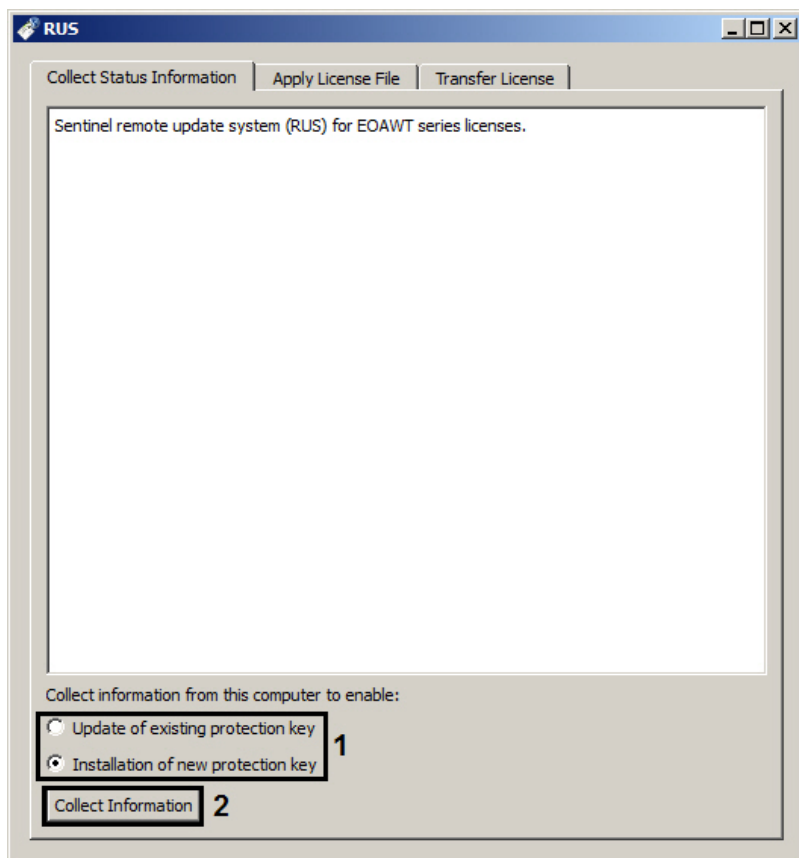 RUS
Collect Status Information Apply License File Transfer License
Sentinel remote update system (RUS) for EOAWT series licenses.
Collect information from this computer to enable:
Update of existing protection key
1
Installation of new protection key
Collect Information 2